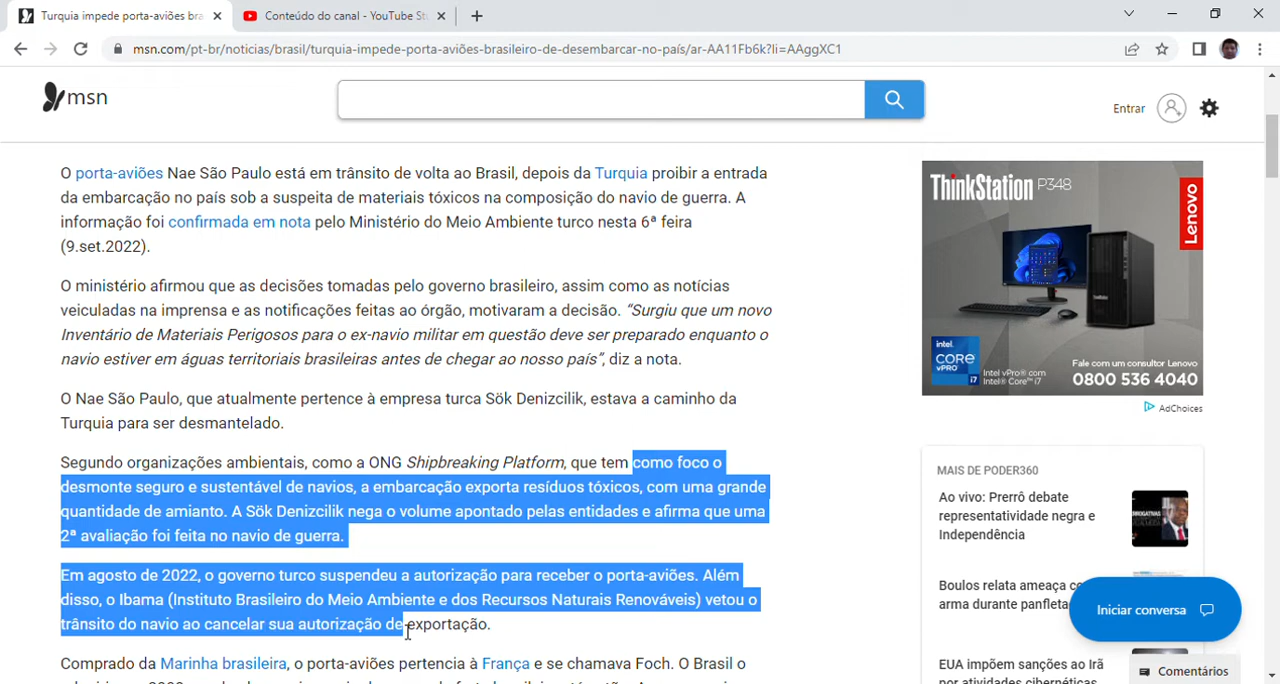 Turquia impede porta-aviões bra
Conteúdo do canal - YouTube St
msn.com/pt-br/noticias/brasil/turquia-impede-porta-aviões-brasileiro-de-desembarcar-no-país/ar-AA11Fb6k?li=AAggXC1
msn
Entrar
O porta-aviões Nae São Paulo está em trânsito de volta ao Brasil, depois da Turquia proibir a entrada
da embarcação no país sob a suspeita de materiais tóxicos na composição do navio de guerra. A
informação foi confirmada em nota pelo Ministério do Meio Ambiente turco nesta 6ª feira
(9.set.2022).
O ministério afirmou que as decisões tomadas pelo governo brasileiro, assim como as notícias
veiculadas na imprensa e as notificações feitas ao órgão, motivaram a decisão. “Surgiu que um novo
Inventário de Materiais Perigosos para o ex-navio militar em questão deve ser preparado enquanto o
navio estiver em águas territoriais brasileiras antes de chegar ao nosso país”, diz a nota.
O Nae São Paulo, que atualmente pertence à empresa turca Sök Denizcilik, estava a caminho da
Turquia para ser desmantelado.
Segundo organizações ambientais, como a ONG Shipbreaking Platform, que tem como foco o
desmonte seguro e sustentável de navios, a embarcação exporta resíduos tóxicos, com uma grande
quantidade de amianto. A Sök Denizcilik nega o volume apontado pelas entidades e afirma que uma
2ª avaliação foi feita no navio de guerra.
Em agosto de 2022, o governo turco suspendeu a autorização para receber o porta-aviões. Além
disso, o Ibama (Instituto Brasileiro do Meio Ambiente e dos Recursos Naturais Renováveis) vetou o
trânsito do navio ao cancelar sua autorização de exportação.
Comprado da Marinha brasileira, o porta-aviões pertencia à França e se chamava Foch. O Brasil o
ThinkStation P348
Lenovo
intel.
CORE
vPRO
i7
Intel vPro® com
Intel® Core™ i7
Fale com um consultor Lenovo
0800 536 4040
AdChoices
MAIS DE PODER360
Ao vivo: Prerrô debate
representatividade negra e
Independência
Boulos relata ameaça co
arma durante panfleta
Iniciar conversa
EUA impõem sanções ao Irã
por atividades cibernéticas
Comentários